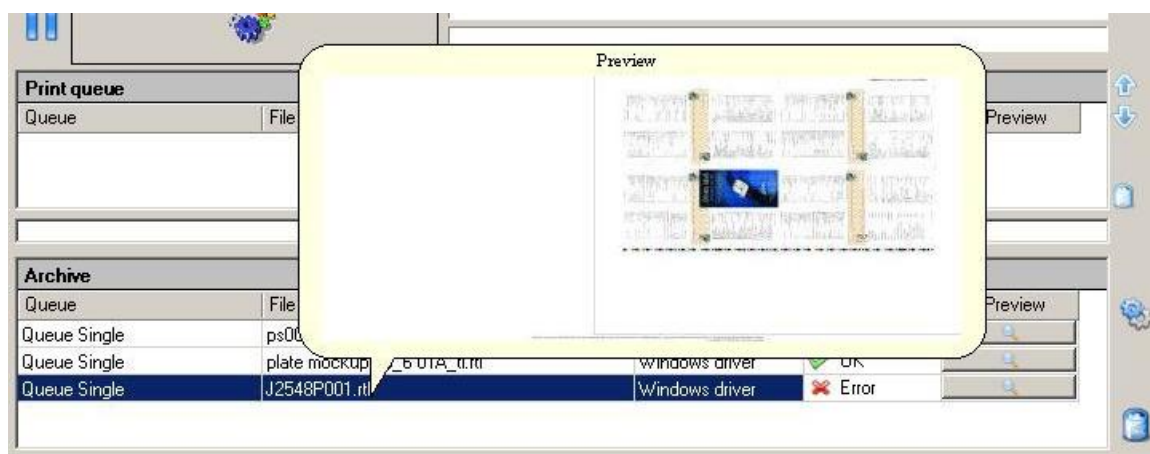 Preview
Print queue
Queue File Preview
Archive
Queue File Preview
Queue Single ps00
Queue Single plate mockup Windows driver OK
Queue Single J2548P001.rtl Windows driver Error